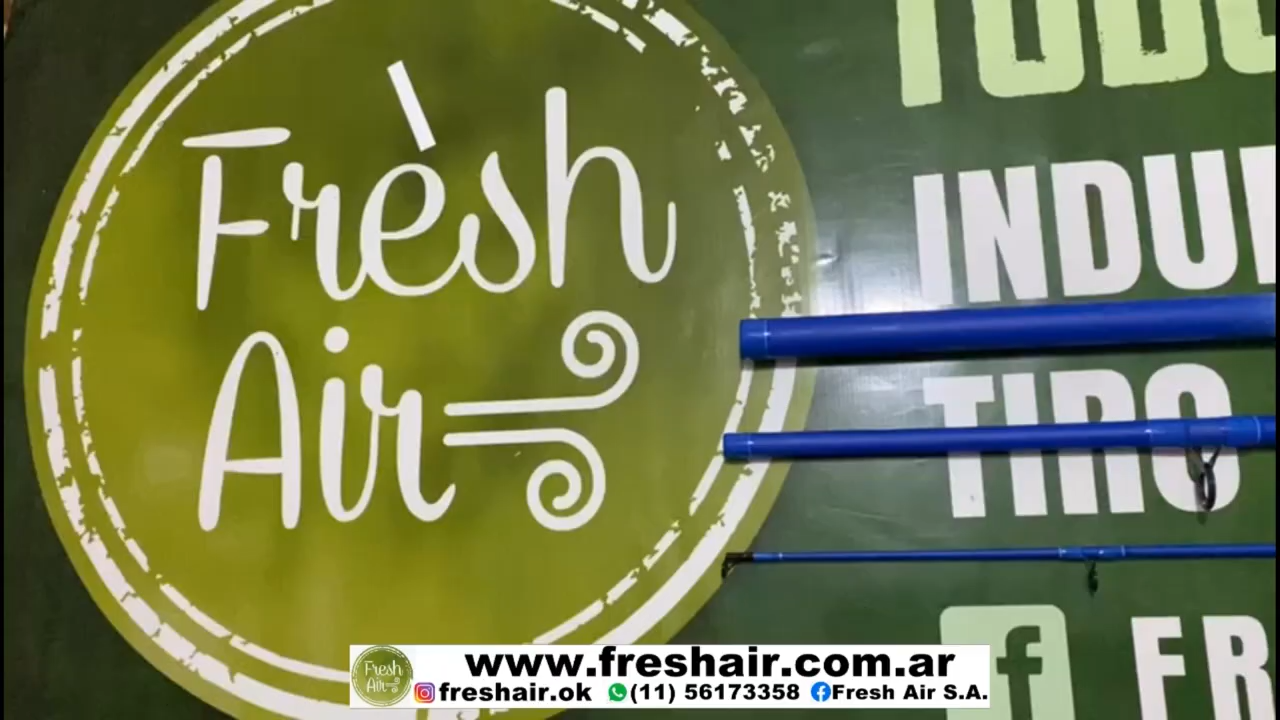 Frèsh
Air
INDU
TIRO
f
FR
www.freshair.com.ar
Fresh
Air
freshair.ok (11) 56173358 Fresh Air S.A.